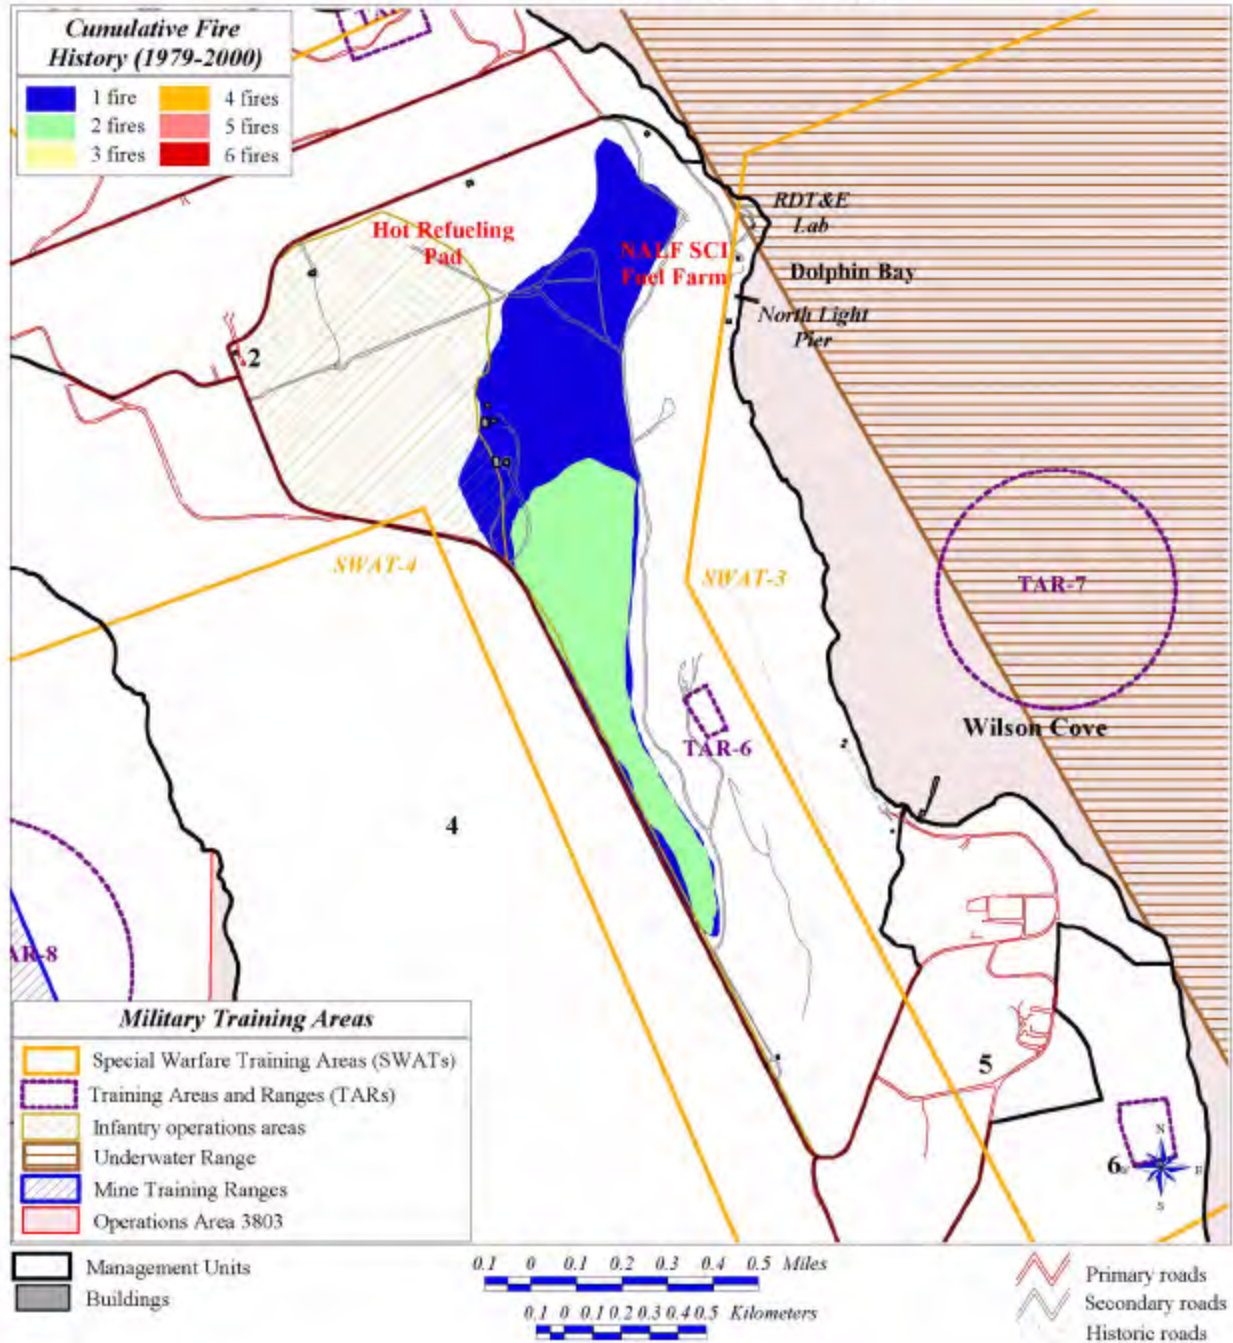 Cumulative Fire
History (1979-2000)
1 fire
4 fires
2 fires
5 fires
3 fires
6 fires
RDT&E
Lab
Hot Refueling
Pad
NALF SCI
Fuel Farm
Dolphin Bay
North Light
Pier
2
SWAT-4
SWAT-3
TAR-7
Wilson Cove
TAR-6
4
AR-8
5
6
N
W
E
S
Military Training Areas
Special Warfare Training Areas (SWATs)
Training Areas and Ranges (TARs)
Infantry operations areas
Underwater Range
Mine Training Ranges
Operations Area 3803
Management Units
Buildings
0.1 0 0.1 0.2 0.3 0.4 0.5 Miles
0.1 0 0.1 0.2 0.3 0.4 0.5 Kilometers
Primary roads
Secondary roads
Historic roads